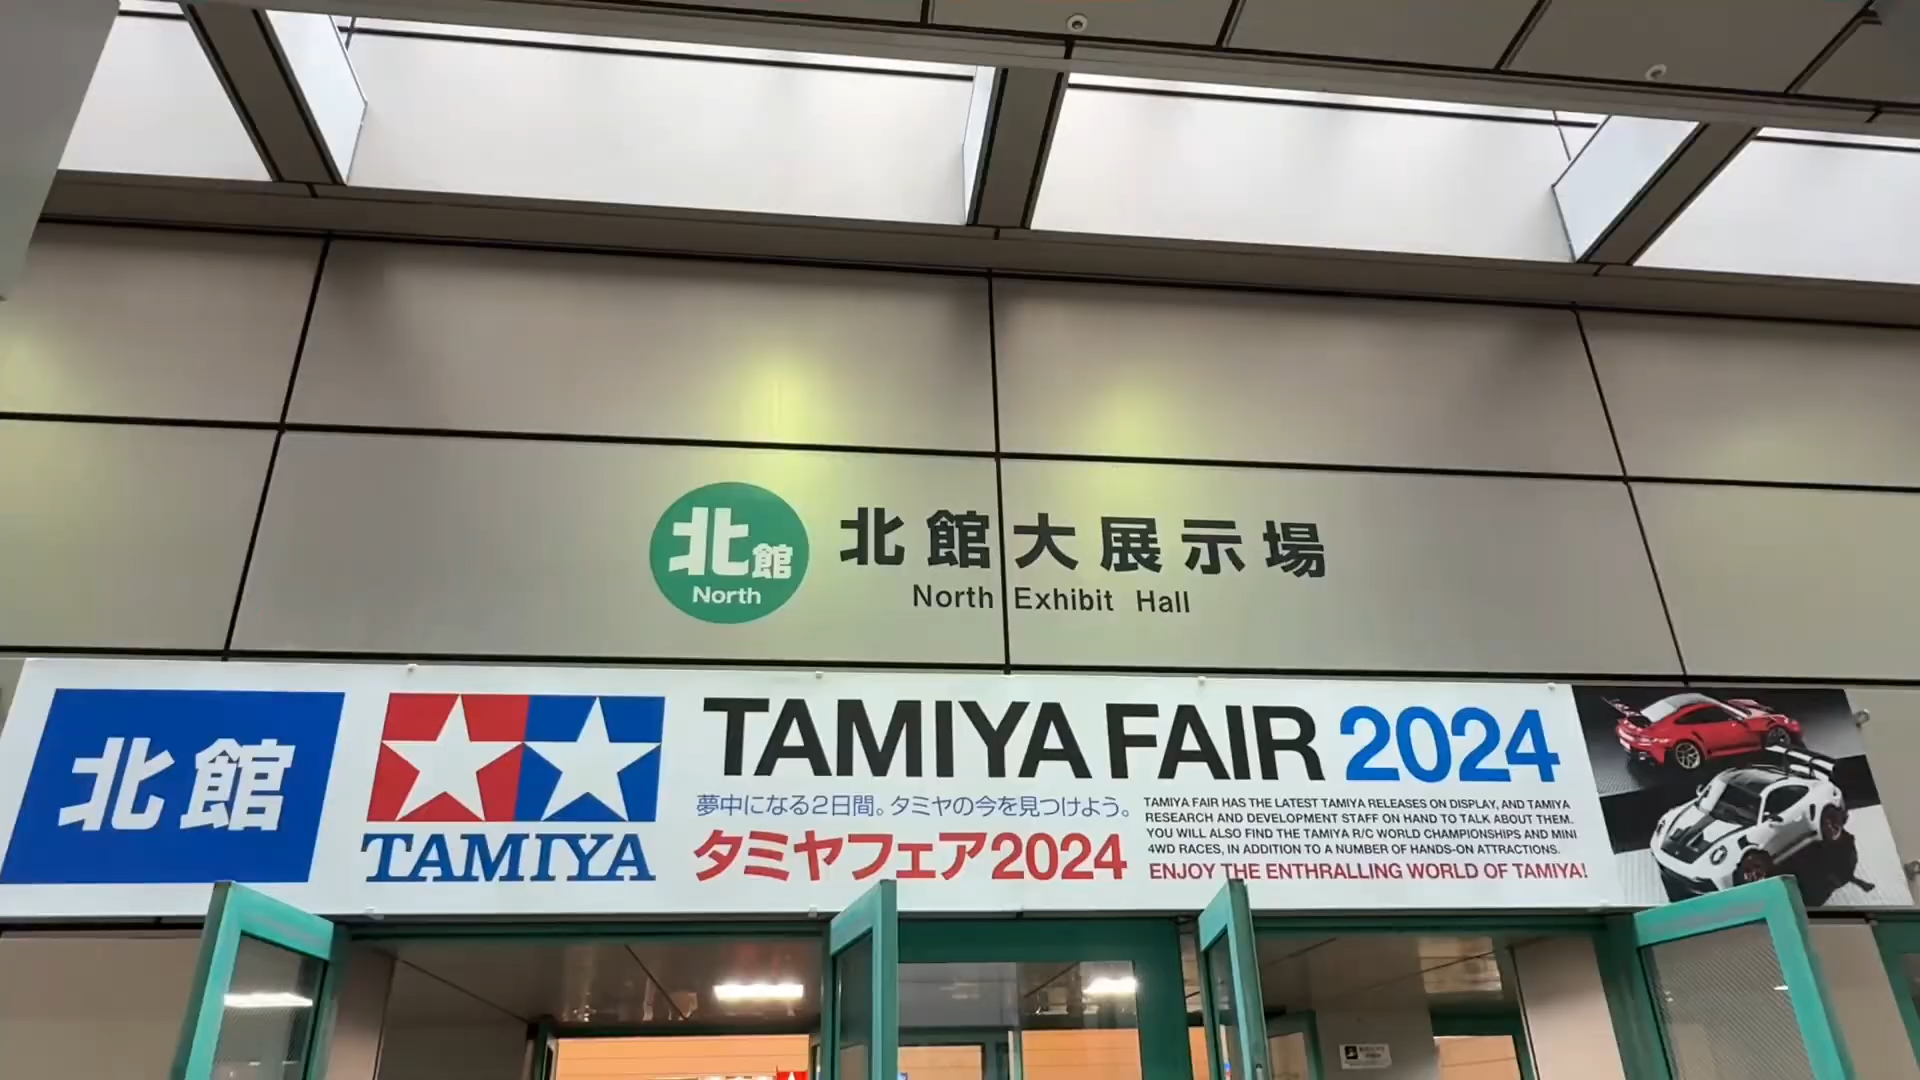 北館
North
北館大展示場
North Exhibit Hall
北館
TAMIYA
TAMIYA FAIR 2024
夢中になる2日間。タミヤの今を見つけよう。
タミヤフェア2024
TAMIYA FAIR HAS THE LATEST TAMIYA RELEASES ON DISPLAY, AND TAMIYA
RESEARCH AND DEVELOPMENT STAFF ON HAND TO TALK ABOUT THEM.
YOU WILL ALSO FIND THE TAMIYA R/C WORLD CHAMPIONSHIPS AND MINI
4WD RACES, IN ADDITION TO A NUMBER OF HANDS-ON ATTRACTIONS.
ENJOY THE ENTHRALLING WORLD OF TAMIYA!